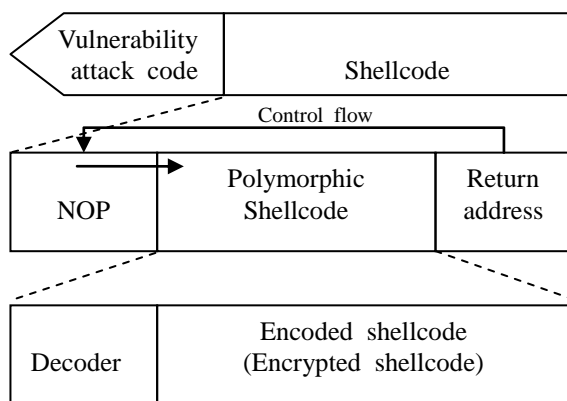 Vulnerability
attack code
Shellcode
Control flow
NOP
Polymorphic
Shellcode
Return
address
Decoder
Encoded shellcode
(Encrypted shellcode)